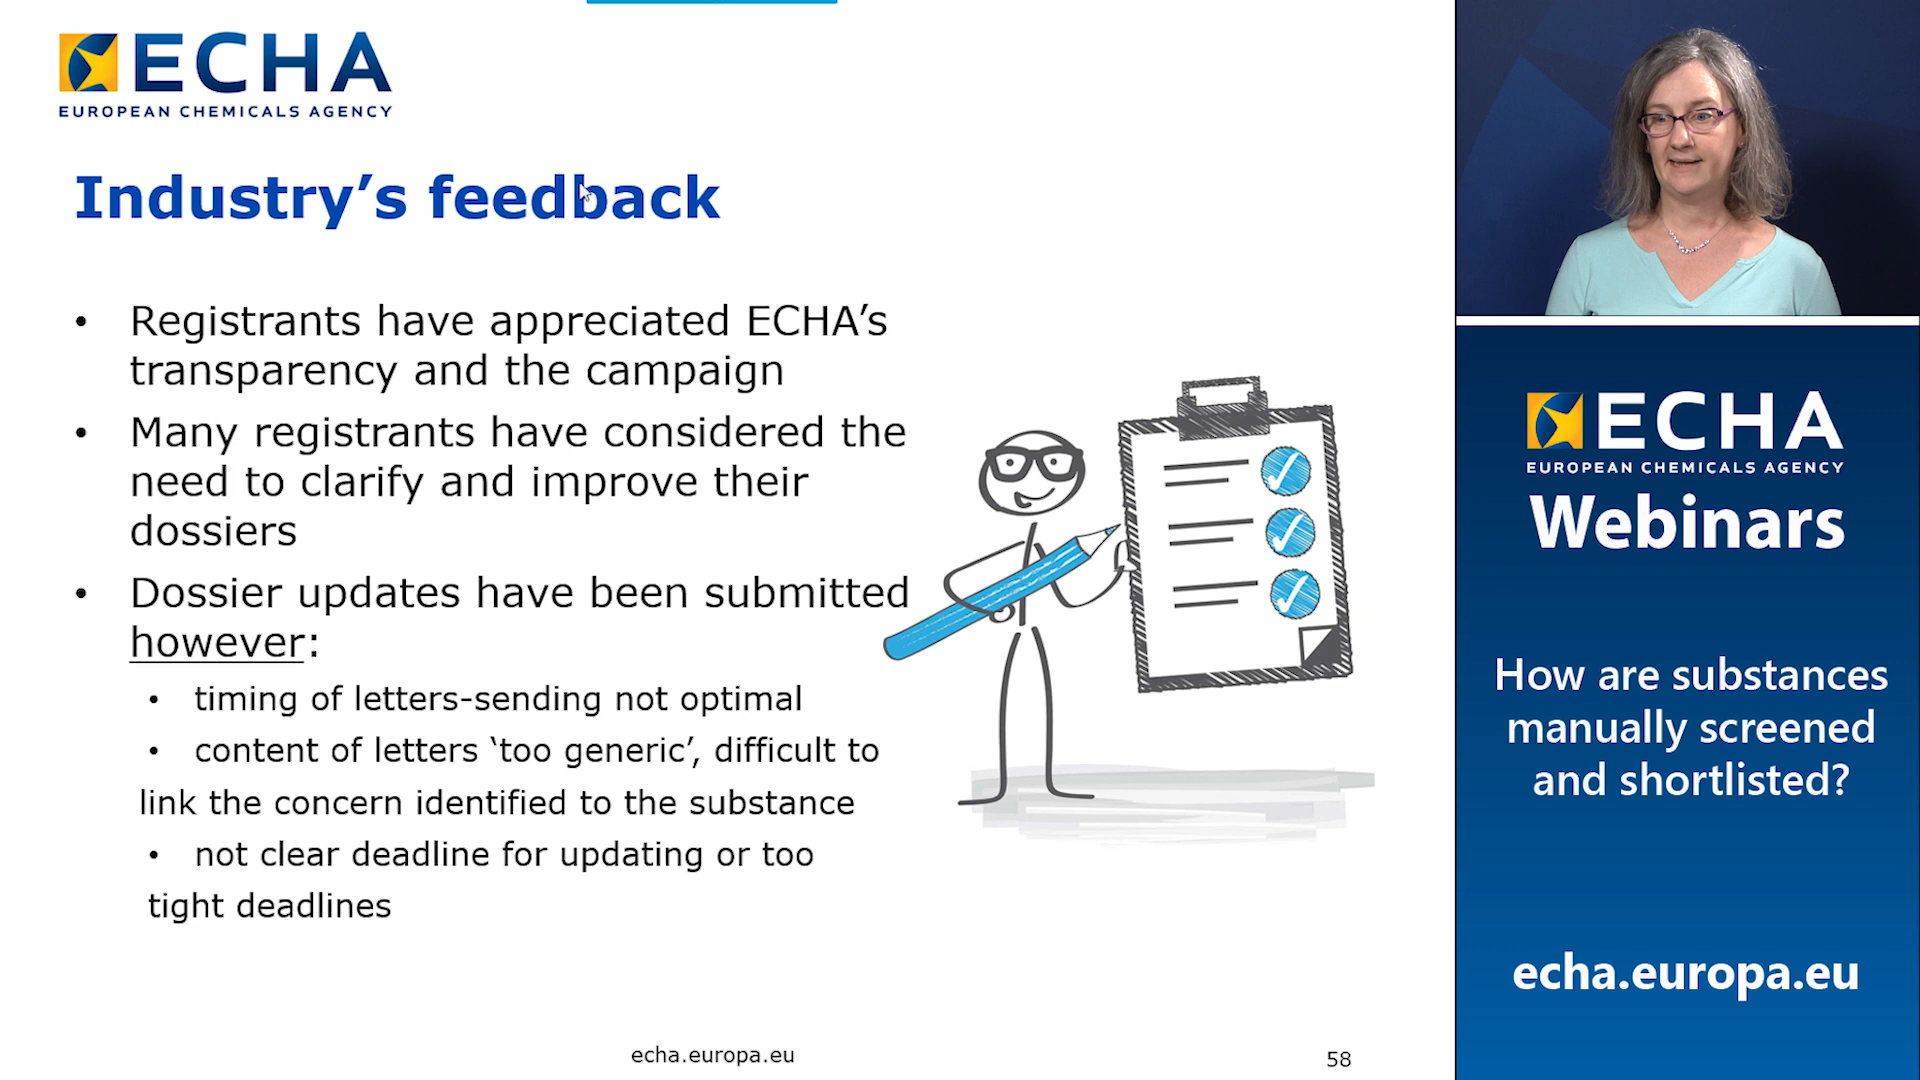 ECHA
EUROPEAN CHEMICALS AGENCY
Industry’s feedback
• Registrants have appreciated ECHA’s
transparency and the campaign
• Many registrants have considered the
need to clarify and improve their
dossiers
• Dossier updates have been submitted
however:
• timing of letters-sending not optimal
• content of letters ‘too generic’, difficult to
link the concern identified to the substance
• not clear deadline for updating or too
tight deadlines
echa.europa.eu
58
ECHA
EUROPEAN CHEMICALS AGENCY
Webinars
How are substances
manually screened
and shortlisted?
echa.europa.eu